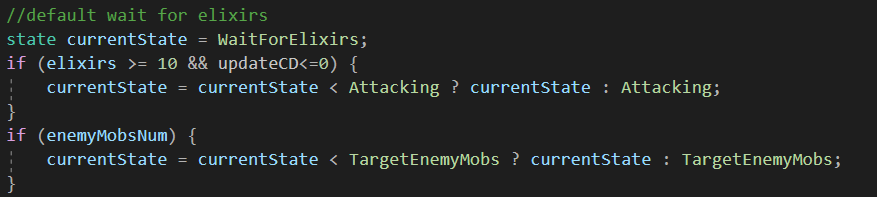 //default wait for elixirs
state currentState = WaitForElixirs;
if (elixirs >= 10 && updateCD<=0) {
    currentState = currentState < Attacking ? currentState : Attacking;
}
if (enemyMobsNum) {
    currentState = currentState < TargetEnemyMobs ? currentState : TargetEnemyMobs;
}